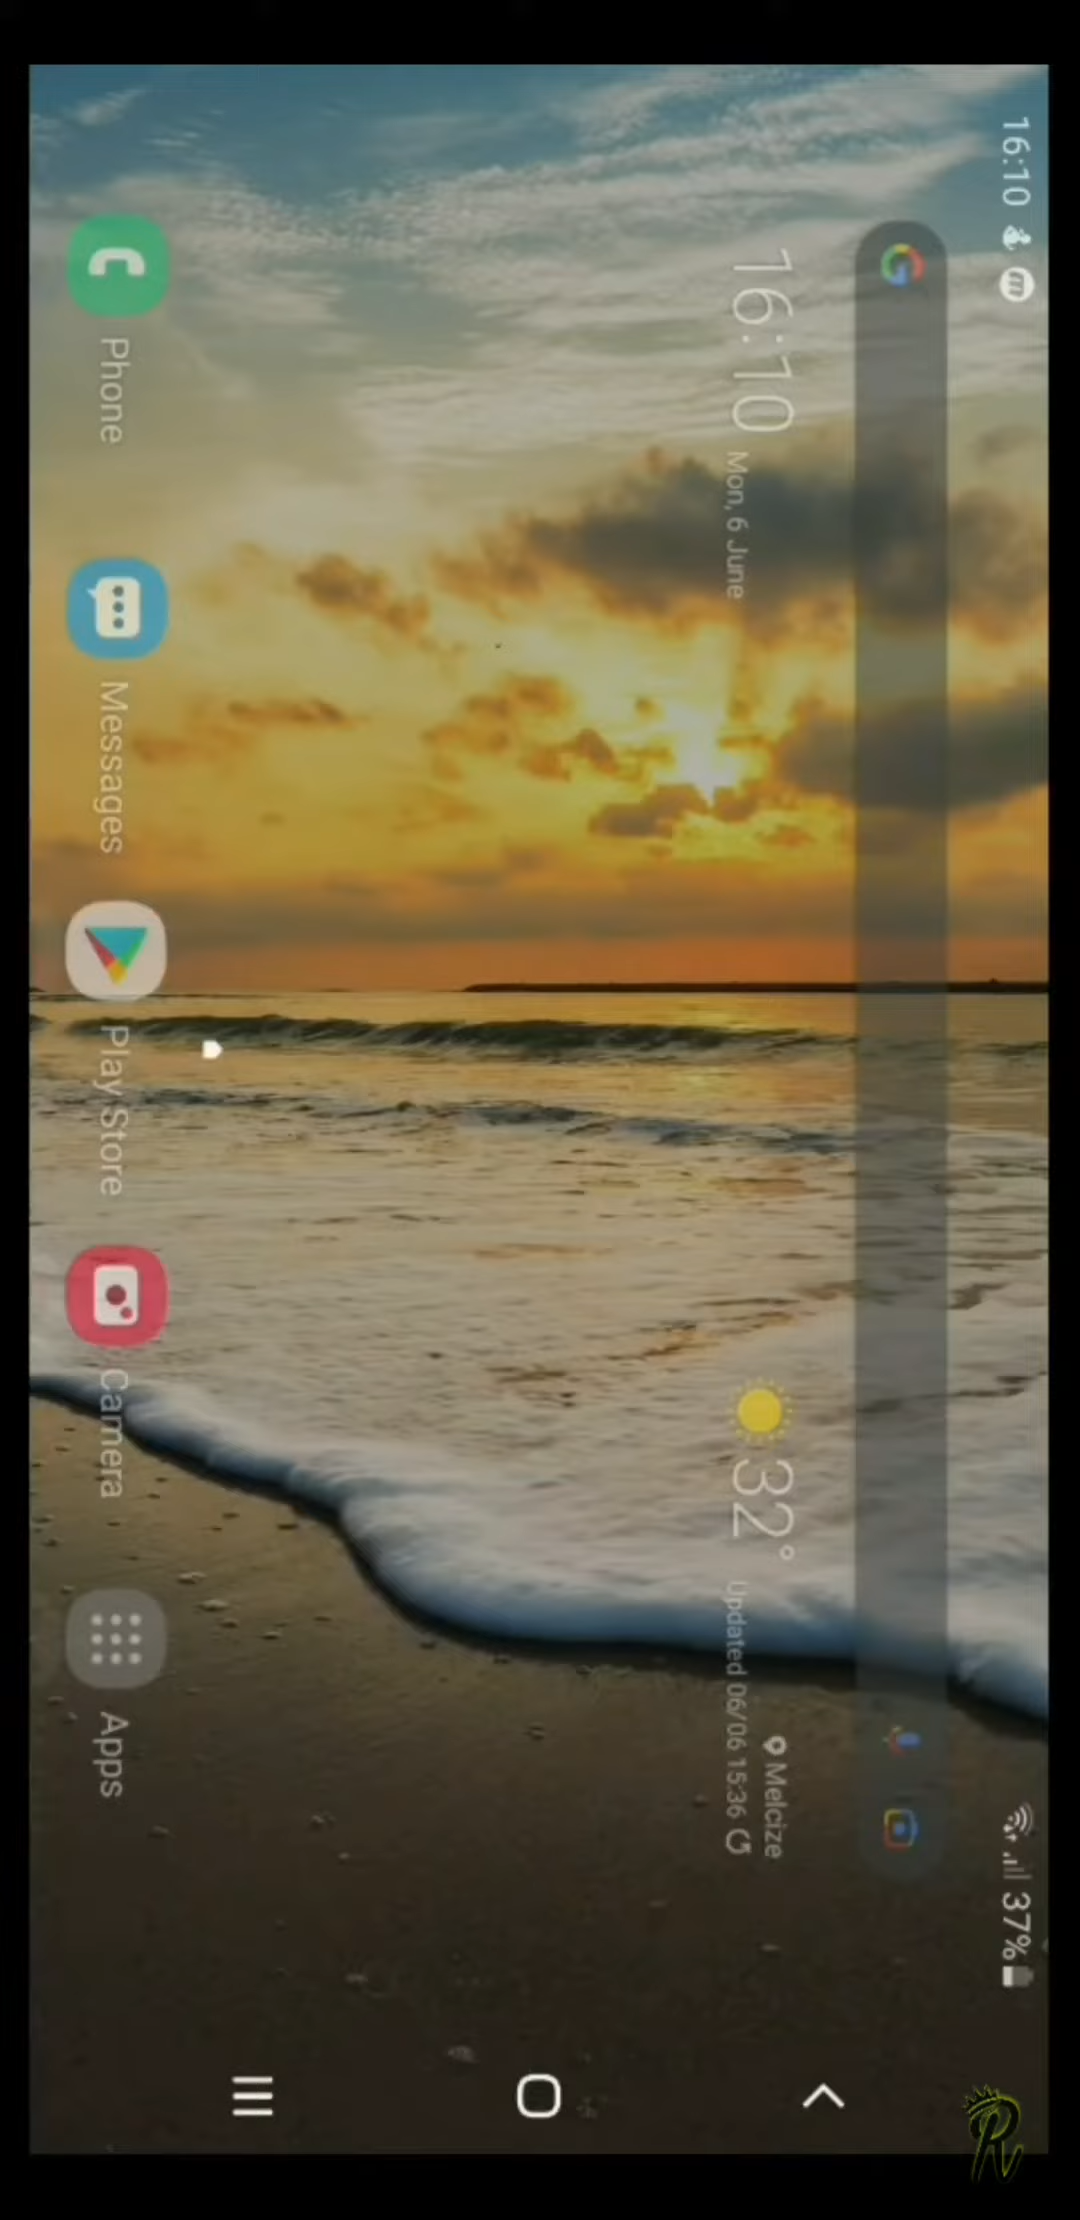 16:10
37%
G
16:10
Mon, 6 June
32°
Melcize
Updated 06/06 15:36
Phone
Messages
Play Store
Camera
Apps